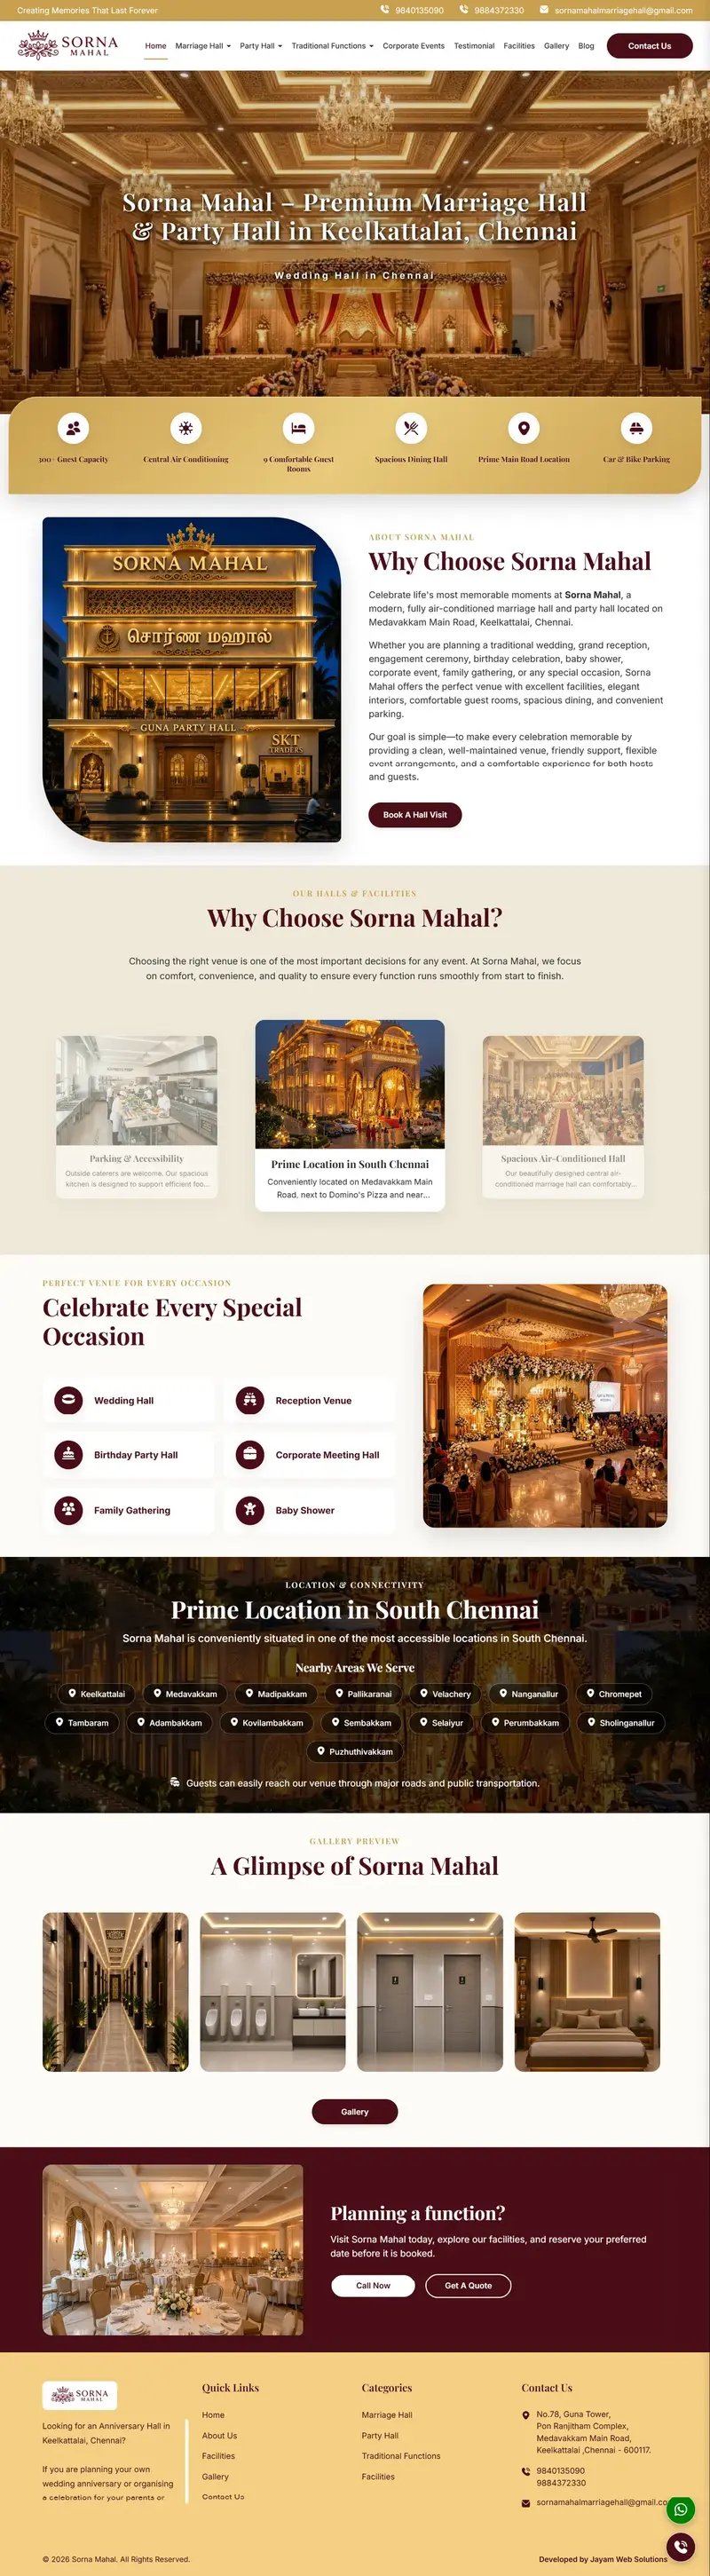 Creating Memories That Last Forever
9840135090
9884372330
sornamahalmarriagehall@gmail.com
SORNA
MAHAL
Home
Marriage Hall
Party Hall
Traditional Functions
Corporate Events
Testimonial
Facilities
Gallery
Blog
Contact Us
Sorna Mahal – Premium Marriage Hall
& Party Hall in Keelkattalai, Chennai
Wedding Hall in Chennai
300+ Guest Capacity
Central Air Conditioning
9 Comfortable Guest
Rooms
Spacious Dining Hall
Prime Main Road Location
Car & Bike Parking
SORNA MAHAL
சொர்ண மஹால்
GUNA PARTY HALL
SKT
TRADERS
ABOUT SORNA MAHAL
Why Choose Sorna Mahal
Celebrate life's most memorable moments at Sorna Mahal, a
modern, fully air-conditioned marriage hall and party hall located on
Medavakkam Main Road, Keelkattalai, Chennai.
Whether you are planning a traditional wedding, grand reception,
engagement ceremony, birthday celebration, baby shower,
corporate event, family gathering, or any special occasion, Sorna
Mahal offers the perfect venue with excellent facilities, elegant
interiors, comfortable guest rooms, spacious dining, and convenient
parking.
Our goal is simple—to make every celebration memorable by
providing a clean, well-maintained venue, friendly support, flexible
event arrangements, and a comfortable experience for both hosts
and guests.
Book A Hall Visit
OUR HALLS & FACILITIES
Why Choose Sorna Mahal?
Choosing the right venue is one of the most important decisions for any event. At Sorna Mahal, we focus
on comfort, convenience, and quality to ensure every function runs smoothly from start to finish.
Parking & Accessibility
Outside caterers are welcome. Our spacious
kitchen is designed to support efficient foo...
Prime Location in South Chennai
Conveniently located on Medavakkam Main
Road, next to Domino's Pizza and near...
Spacious Air-Conditioned Hall
Our beautifully designed central air-
conditioned marriage hall can comfortably...
PERFECT VENUE FOR EVERY OCCASION
Celebrate Every Special
Occasion
Wedding Hall
Reception Venue
Birthday Party Hall
Corporate Meeting Hall
Family Gathering
Baby Shower
LOCATION & CONNECTIVITY
Prime Location in South Chennai
Sorna Mahal is conveniently situated in one of the most accessible locations in South Chennai.
Nearby Areas We Serve
Keelkattalai
Medavakkam
Madipakkam
Pallikaranai
Velachery
Nanganallur
Chromepet
Tambaram
Adambakkam
Kovilambakkam
Sembakkam
Selaiyur
Perumbakkam
Sholinganallur
Puzhuthivakkam
Guests can easily reach our venue through major roads and public transportation.
GALLERY PREVIEW
A Glimpse of Sorna Mahal
Gallery
Planning a function?
Visit Sorna Mahal today, explore our facilities, and reserve your preferred
date before it is booked.
Call Now
Get A Quote
SORNA
MAHAL
Looking for an Anniversary Hall in
Keelkattalai, Chennai?
If you are planning your own
wedding anniversary or organising
a celebration for your parents or
Quick Links
Home
About Us
Facilities
Gallery
Contact Us
Categories
Marriage Hall
Party Hall
Traditional Functions
Facilities
Contact Us
No.78, Guna Tower,
Pon Ranjitham Complex,
Medavakkam Main Road,
Keelkattalai ,Chennai - 600117.
9840135090
9884372330
sornamahalmarriagehall@gmail.co
© 2026 Sorna Mahal. All Rights Reserved.
Developed by Jayam Web Solutions